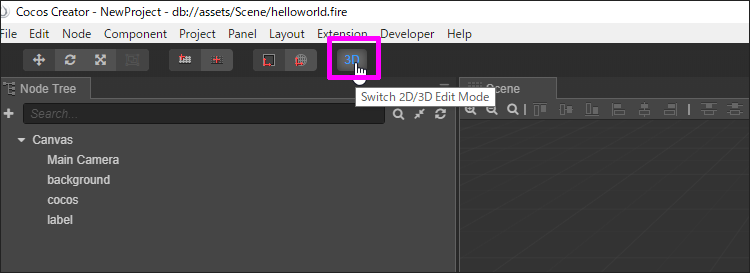 Cocos Creator - NewProject - db://assets/Scene/helloworld.fire
File Edit Node Component Project Panel Layout Extension Developer Help
3D
Switch 2D/3D Edit Mode
Node Tree
Scene
Search...
Canvas
Main Camera
background
cocos
label